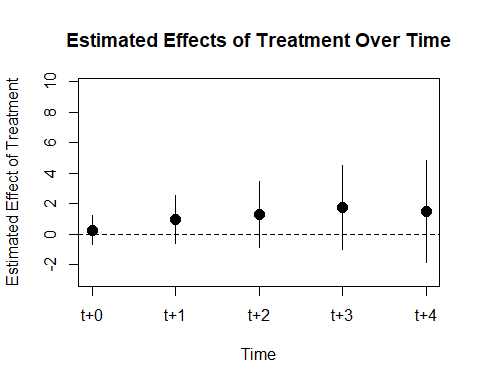 Estimated Effects of Treatment Over Time
Estimated Effect of Treatment
10
8
6
4
2
0
-2
t+0 t+1 t+2 t+3 t+4
Time